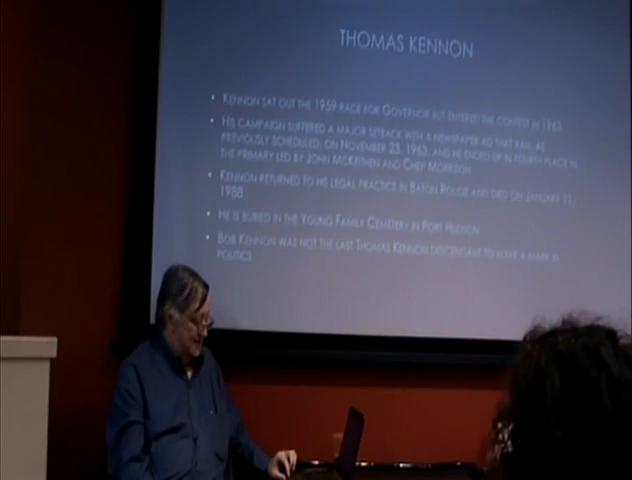 THOMAS KENNON
• KENNON SAT OUT THE 1959 RACE FOR GOVERNOR BUT ENTERED THE CONTEST IN 1963
• HIS CAMPAIGN SUFFERED A MAJOR SETBACK WITH A NEWSPAPER AD THAT RAN, AS
PREVIOUSLY SCHEDULED, ON NOVEMBER 23, 1963, AND HE ENDED UP IN FOURTH PLACE IN
THE PRIMARY LED BY JOHN MCKEITHEN AND CHEP MORRISON
• KENNON RETURNED TO HIS LEGAL PRACTICE IN BATON ROUGE AND DIED ON JANUARY 11,
1988
• HE IS BURIED IN THE YOUNG FAMILY CEMETERY IN PORT HUDSON
• BOB KENNON WAS NOT THE LAST THOMAS KENNON DESCENDANT TO MAKE A MARK IN
POLITICS